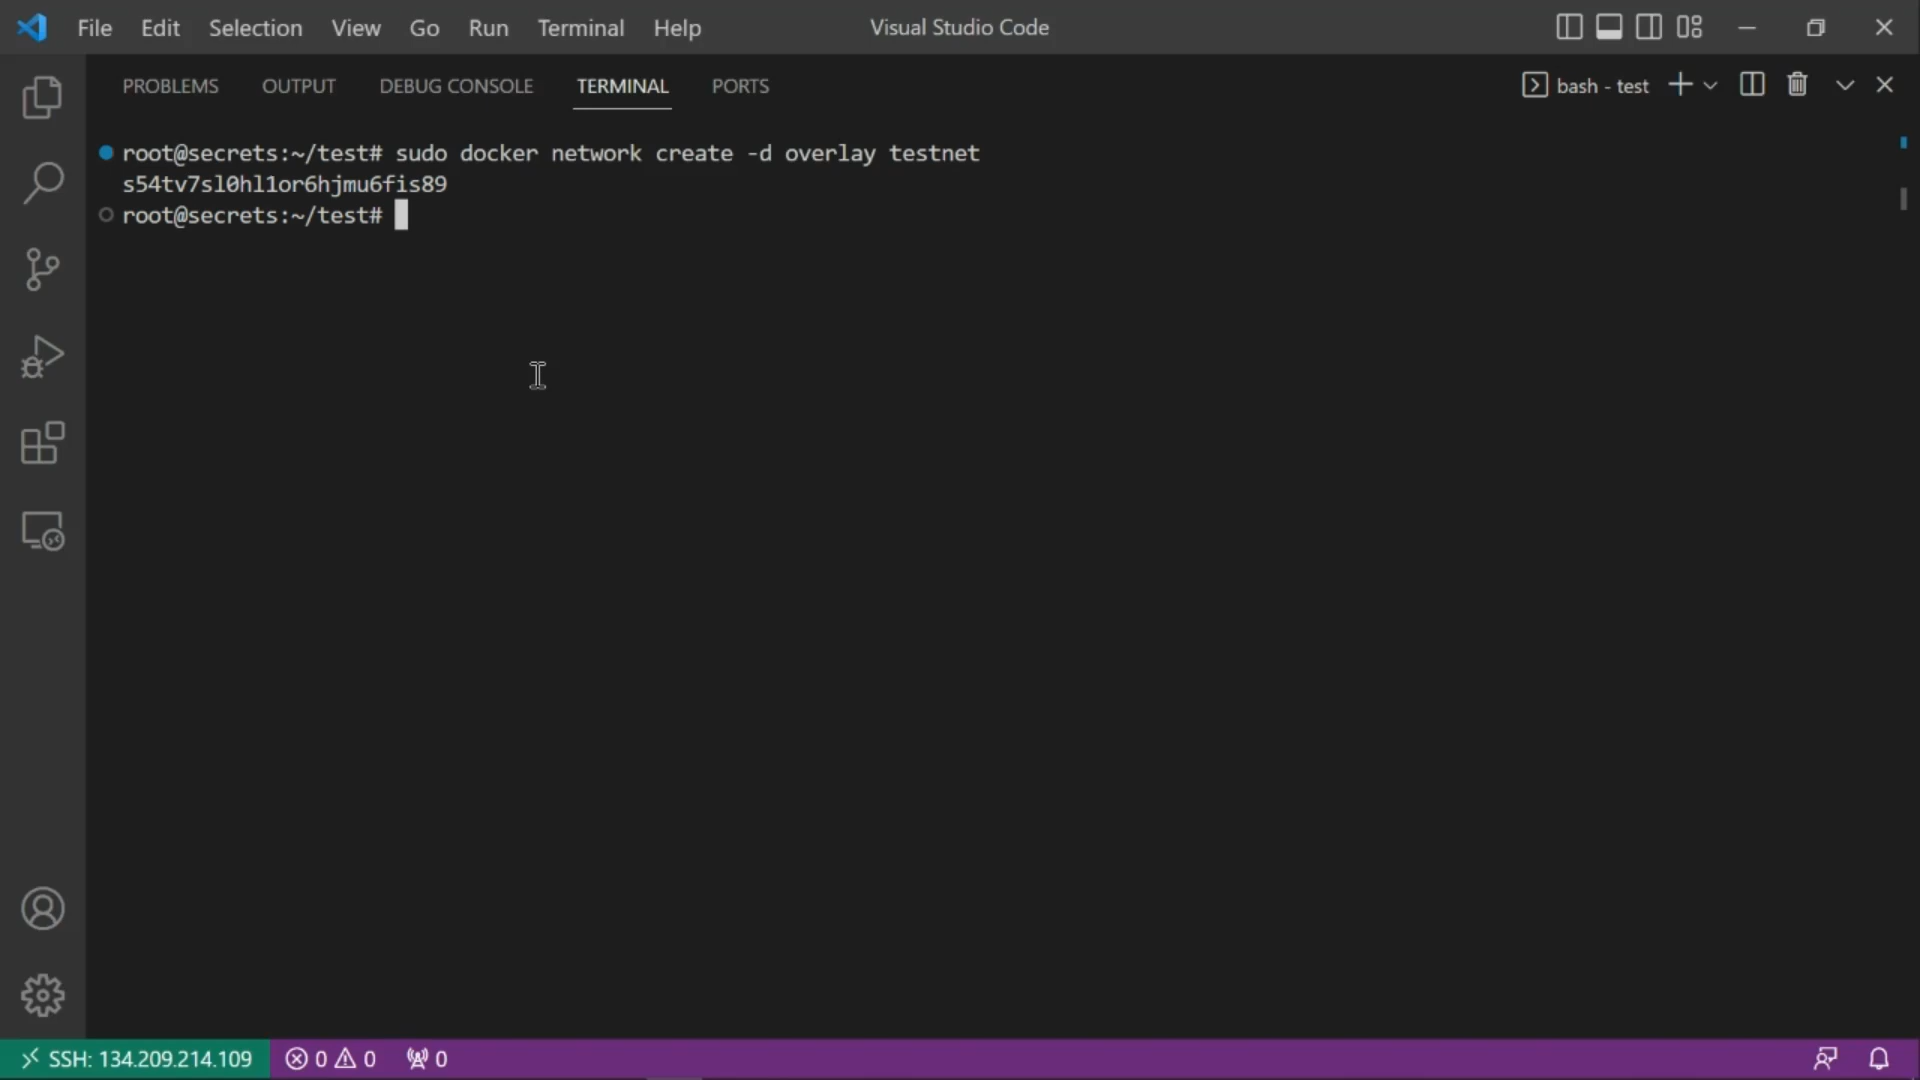 File Edit Selection View Go Run Terminal Help Visual Studio Code
PROBLEMS OUTPUT DEBUG CONSOLE TERMINAL PORTS bash - test
root@secrets:~/test# sudo docker network create -d overlay testnet
s54tv7sl0hl1or6hjmu6fis89
root@secrets:~/test#
SSH: 134.209.214.109 0 0 0